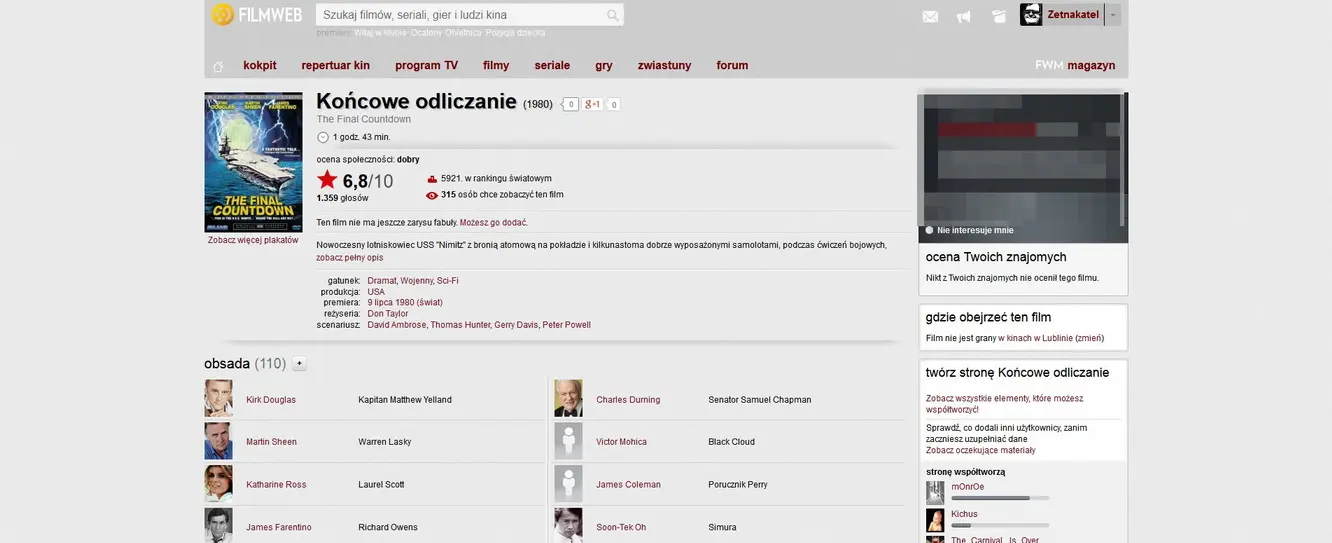 FILMWEB
Szukaj filmów, seriali, gier i ludzi kina
Zetnakatel
premiery: Witaj w klubie Ocalony Obietnica Pozycja dziecka
kokpit repertuar kin program TV filmy seriale gry zwiastuny forum FWM magazyn
Końcowe odliczanie (1980) 0 g+1 0
The Final Countdown
1 godz. 43 min.
ocena społeczności: dobry
6,8/10
1.359 głosów
5921. w rankingu światowym
315 osób chce zobaczyć ten film
Ten film nie ma jeszcze zarysu fabuły. Możesz go dodać.
Nowoczesny lotniskowiec USS "Nimitz" z bronią atomową na pokładzie i kilkunastoma dobrze wyposażonymi samolotami, podczas ćwiczeń bojowych,
zobacz pełny opis
gatunek: Dramat, Wojenny, Sci-Fi
produkcja: USA
premiera: 9 lipca 1980 (świat)
reżyseria: Don Taylor
scenariusz: David Ambrose, Thomas Hunter, Gerry Davis, Peter Powell
DOUGLAS MARTIN SHEEN FARENTINO
THE FINAL
COUNTDOWN
Zobacz więcej plakatów
obsada (110) +
Kirk Douglas Kapitan Matthew Yelland
Charles Durning Senator Samuel Chapman
Martin Sheen Warren Lasky
Victor Mohica Black Cloud
Katharine Ross Laurel Scott
James Coleman Porucznik Perry
James Farentino Richard Owens
Soon-Tek Oh Simura
Nie interesuje mnie
ocena Twoich znajomych
Nikt z Twoich znajomych nie ocenił tego filmu.
gdzie obejrzeć ten film
Film nie jest grany w kinach w Lublinie (zmień)
twórz stronę Końcowe odliczanie
Zobacz wszystkie elementy, które możesz
współtworzyć!
Sprawdź, co dodali inni użytkownicy, zanim
zaczniesz uzupełniać dane
Zobacz oczekujące materiały
stronę współtworzą
mOnrOe
Kichus
The_Carnival_Is_Over